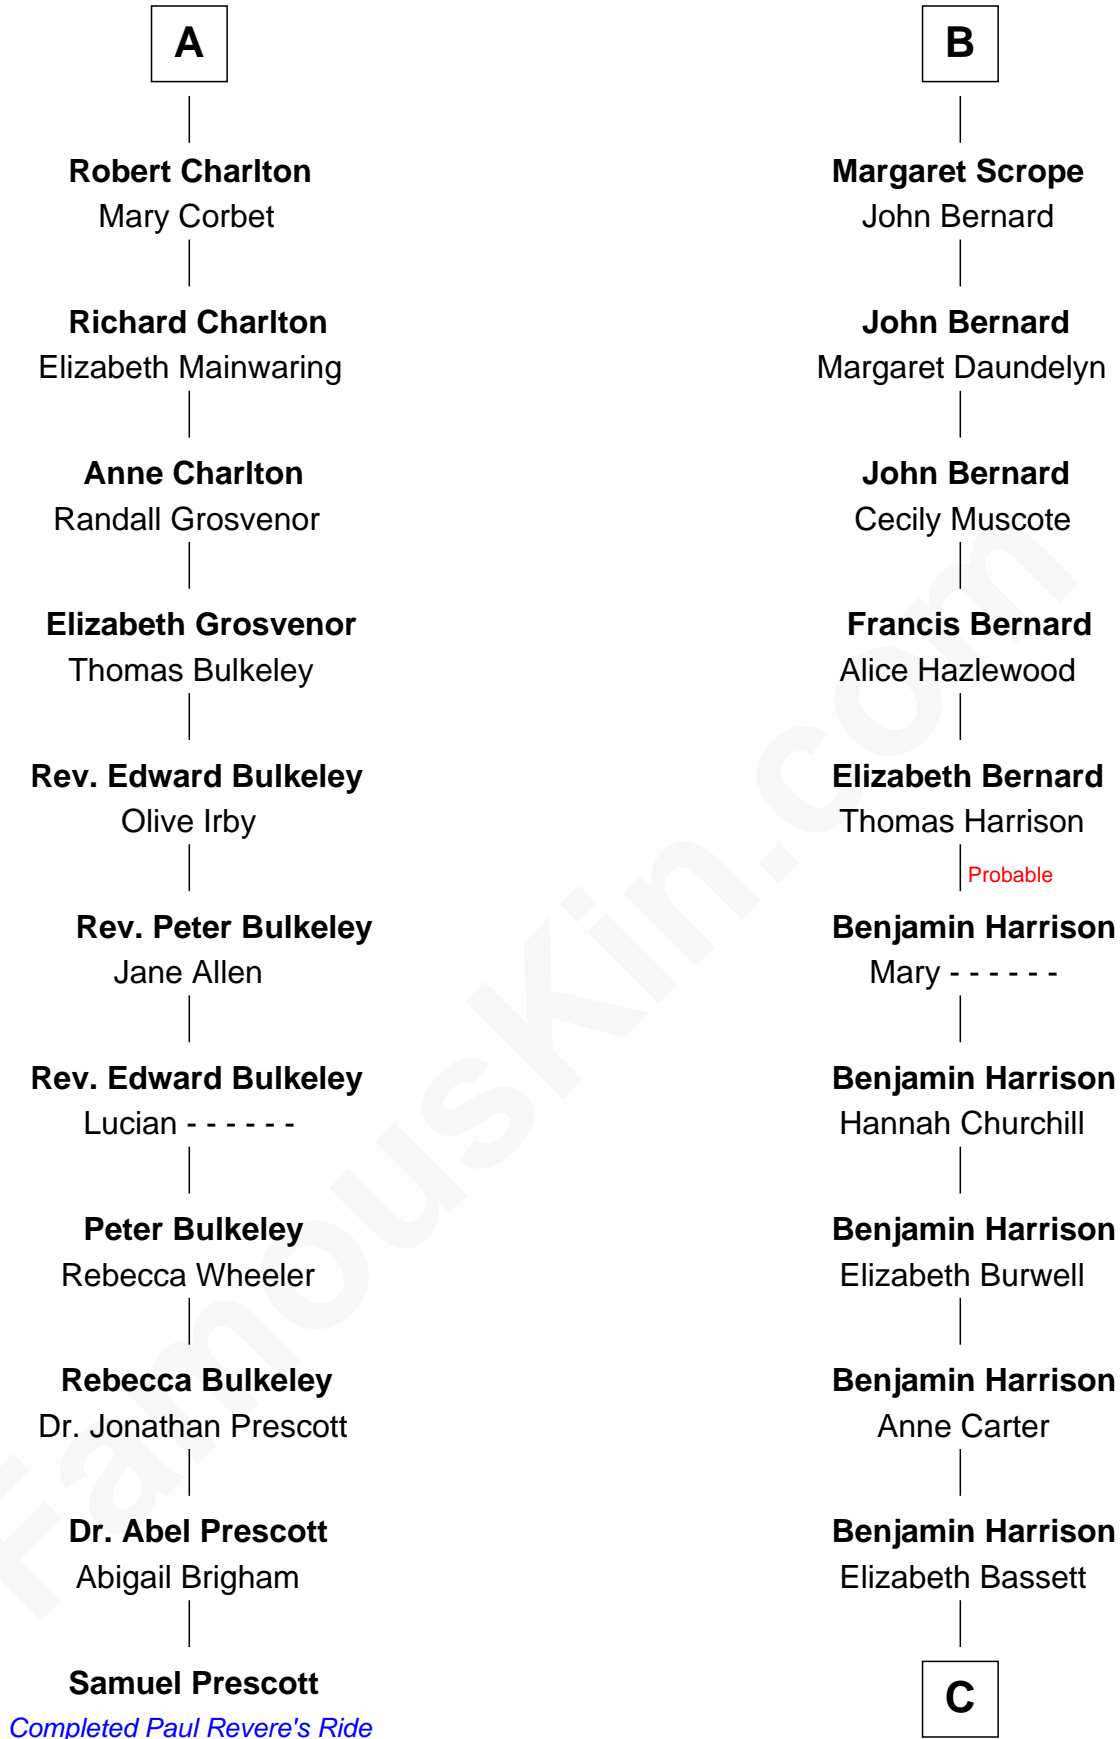 A
Robert Charlton
Mary Corbet
Richard Charlton
Elizabeth Mainwaring
Anne Charlton
Randall Grosvenor
Elizabeth Grosvenor
Thomas Bulkeley
Rev. Edward Bulkeley
Olive Irby
Rev. Peter Bulkeley
Jane Allen
Rev. Edward Bulkeley
Lucian - - - - - -
Peter Bulkeley
Rebecca Wheeler
Rebecca Bulkeley
Dr. Jonathan Prescott
Dr. Abel Prescott
Abigail Brigham
Samuel Prescott
Completed Paul Revere's Ride
B
Margaret Scrope
John Bernard
John Bernard
Margaret Daundelyn
John Bernard
Cecily Muscote
Francis Bernard
Alice Hazlewood
Elizabeth Bernard
Thomas Harrison
Probable
Benjamin Harrison
Mary - - - - - -
Benjamin Harrison
Hannah Churchill
Benjamin Harrison
Elizabeth Burwell
Benjamin Harrison
Anne Carter
Benjamin Harrison
Elizabeth Bassett
C
FamousKin.com